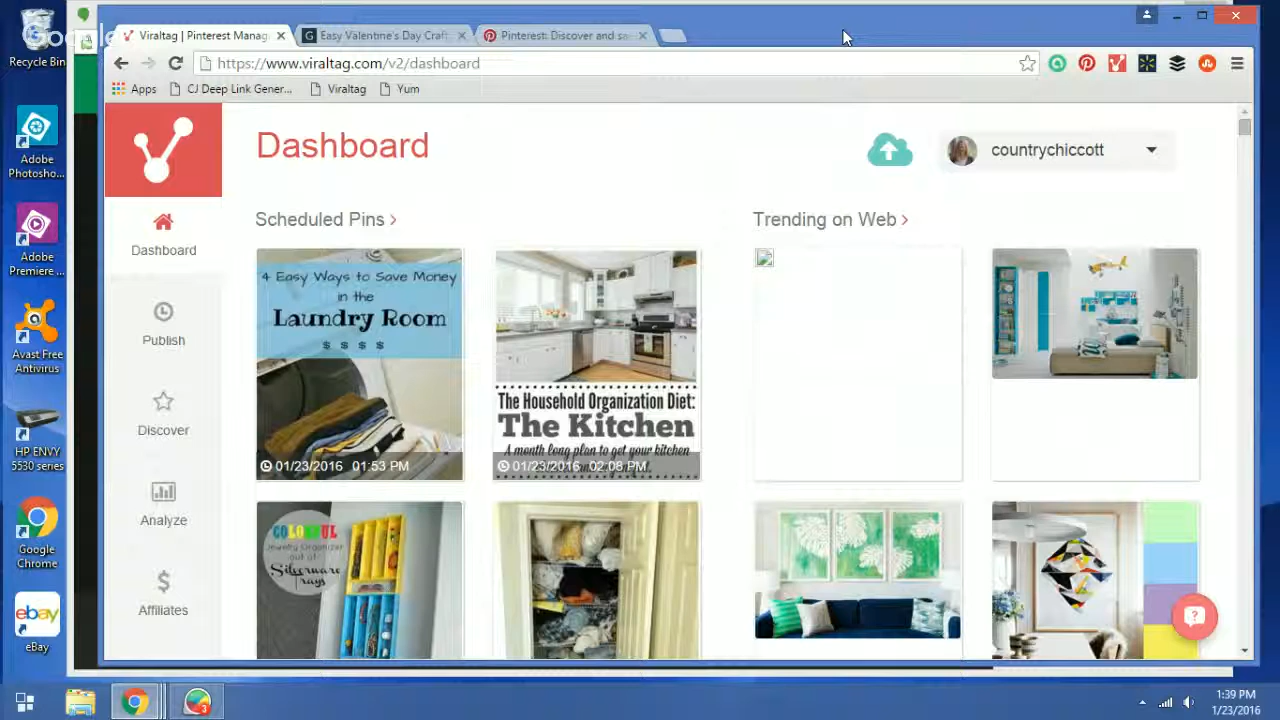 Google
Recycle Bin
Adobe
Photosho...
Adobe
Premiere ...
Avast Free
Antivirus
HP ENVY
5530 series
Google
Chrome
ebay
eBay
Viraltag | Pinterest Manag
Easy Valentine's Day Craft
Pinterest: Discover and sa
https://www.viraltag.com/v2/dashboard
Apps
CJ Deep Link Gener...
Viraltag
Yum
Dashboard
countrychiccott
Dashboard
Publish
Discover
Analyze
Affiliates
Scheduled Pins >
Trending on Web >
4 Easy Ways to Save Money
in the
Laundry Room
$ $ $ $
01/23/2016 01:53 PM
The Household Organization Diet:
The Kitchen
A month long plan to get your kitchen
01/23/2016 02:08 PM
COLORFUL
Jewelry Organizer
out of
Silverware
Trays
1:39 PM
1/23/2016